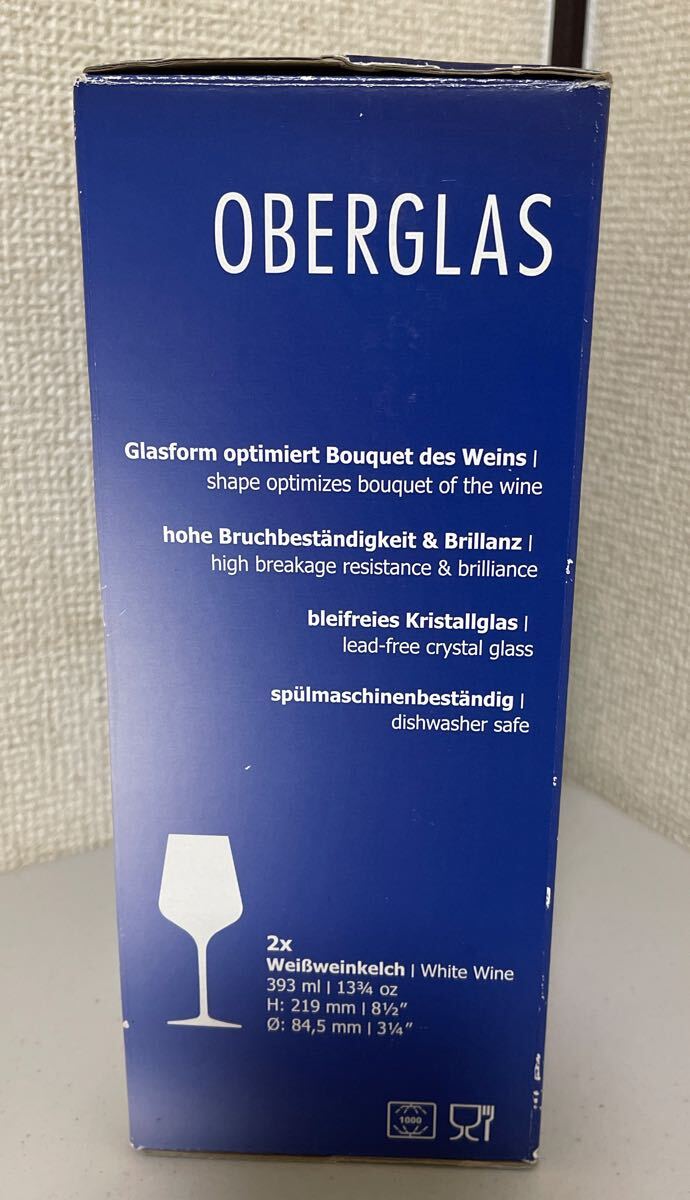 OBERGLAS
Glasform optimiert Bouquet des Weins |
shape optimizes bouquet of the wine
hohe Bruchbeständigkeit & Brillanz |
high breakage resistance & brilliance
bleifreies Kristallglas |
lead-free crystal glass
spülmaschinenbeständig |
dishwasher safe
2x
Weißweinkelch | White Wine
393 ml | 13¾ oz
H: 219 mm | 8½"
Ø: 84,5 mm | 3¼"
1000